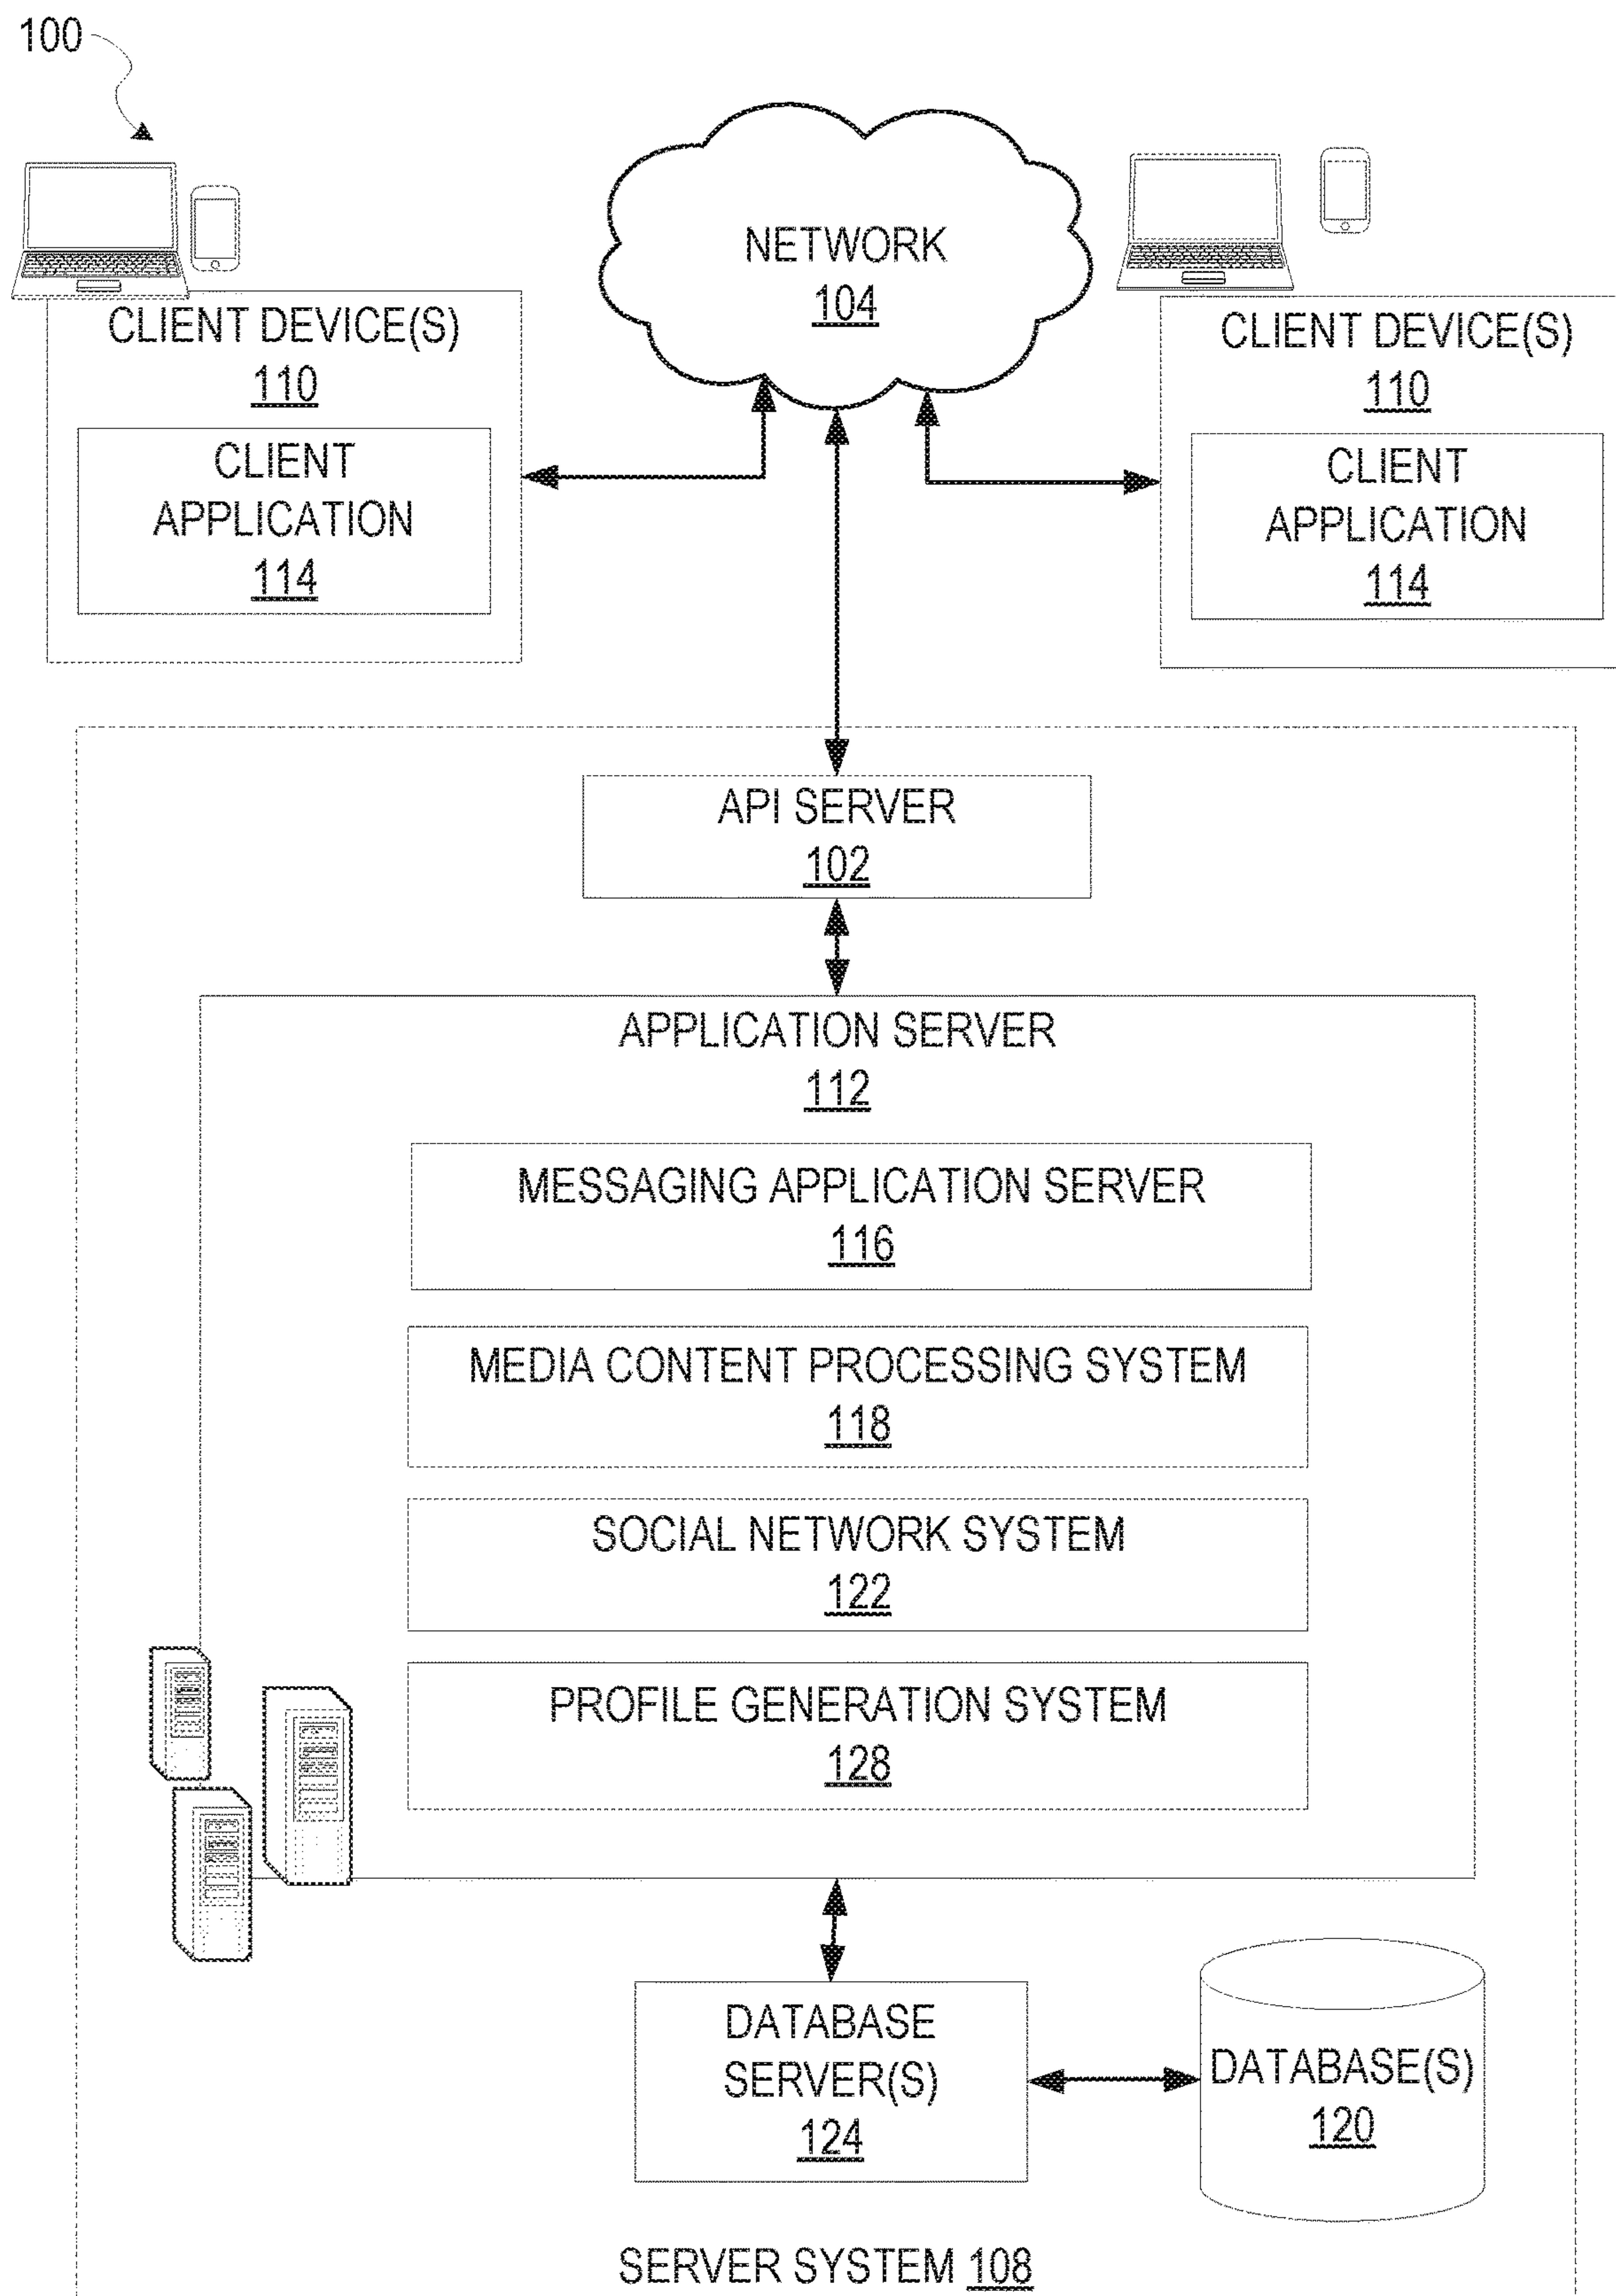 100
NETWORK
104
CLIENT DEVICE(S)
110
CLIENT
APPLICATION
114
CLIENT DEVICE(S)
110
CLIENT
APPLICATION
114
API SERVER
102
APPLICATION SERVER
112
MESSAGING APPLICATION SERVER
116
MEDIA CONTENT PROCESSING SYSTEM
118
SOCIAL NETWORK SYSTEM
122
PROFILE GENERATION SYSTEM
128
DATABASE
SERVER(S)
124
DATABASE(S)
120
SERVER SYSTEM 108